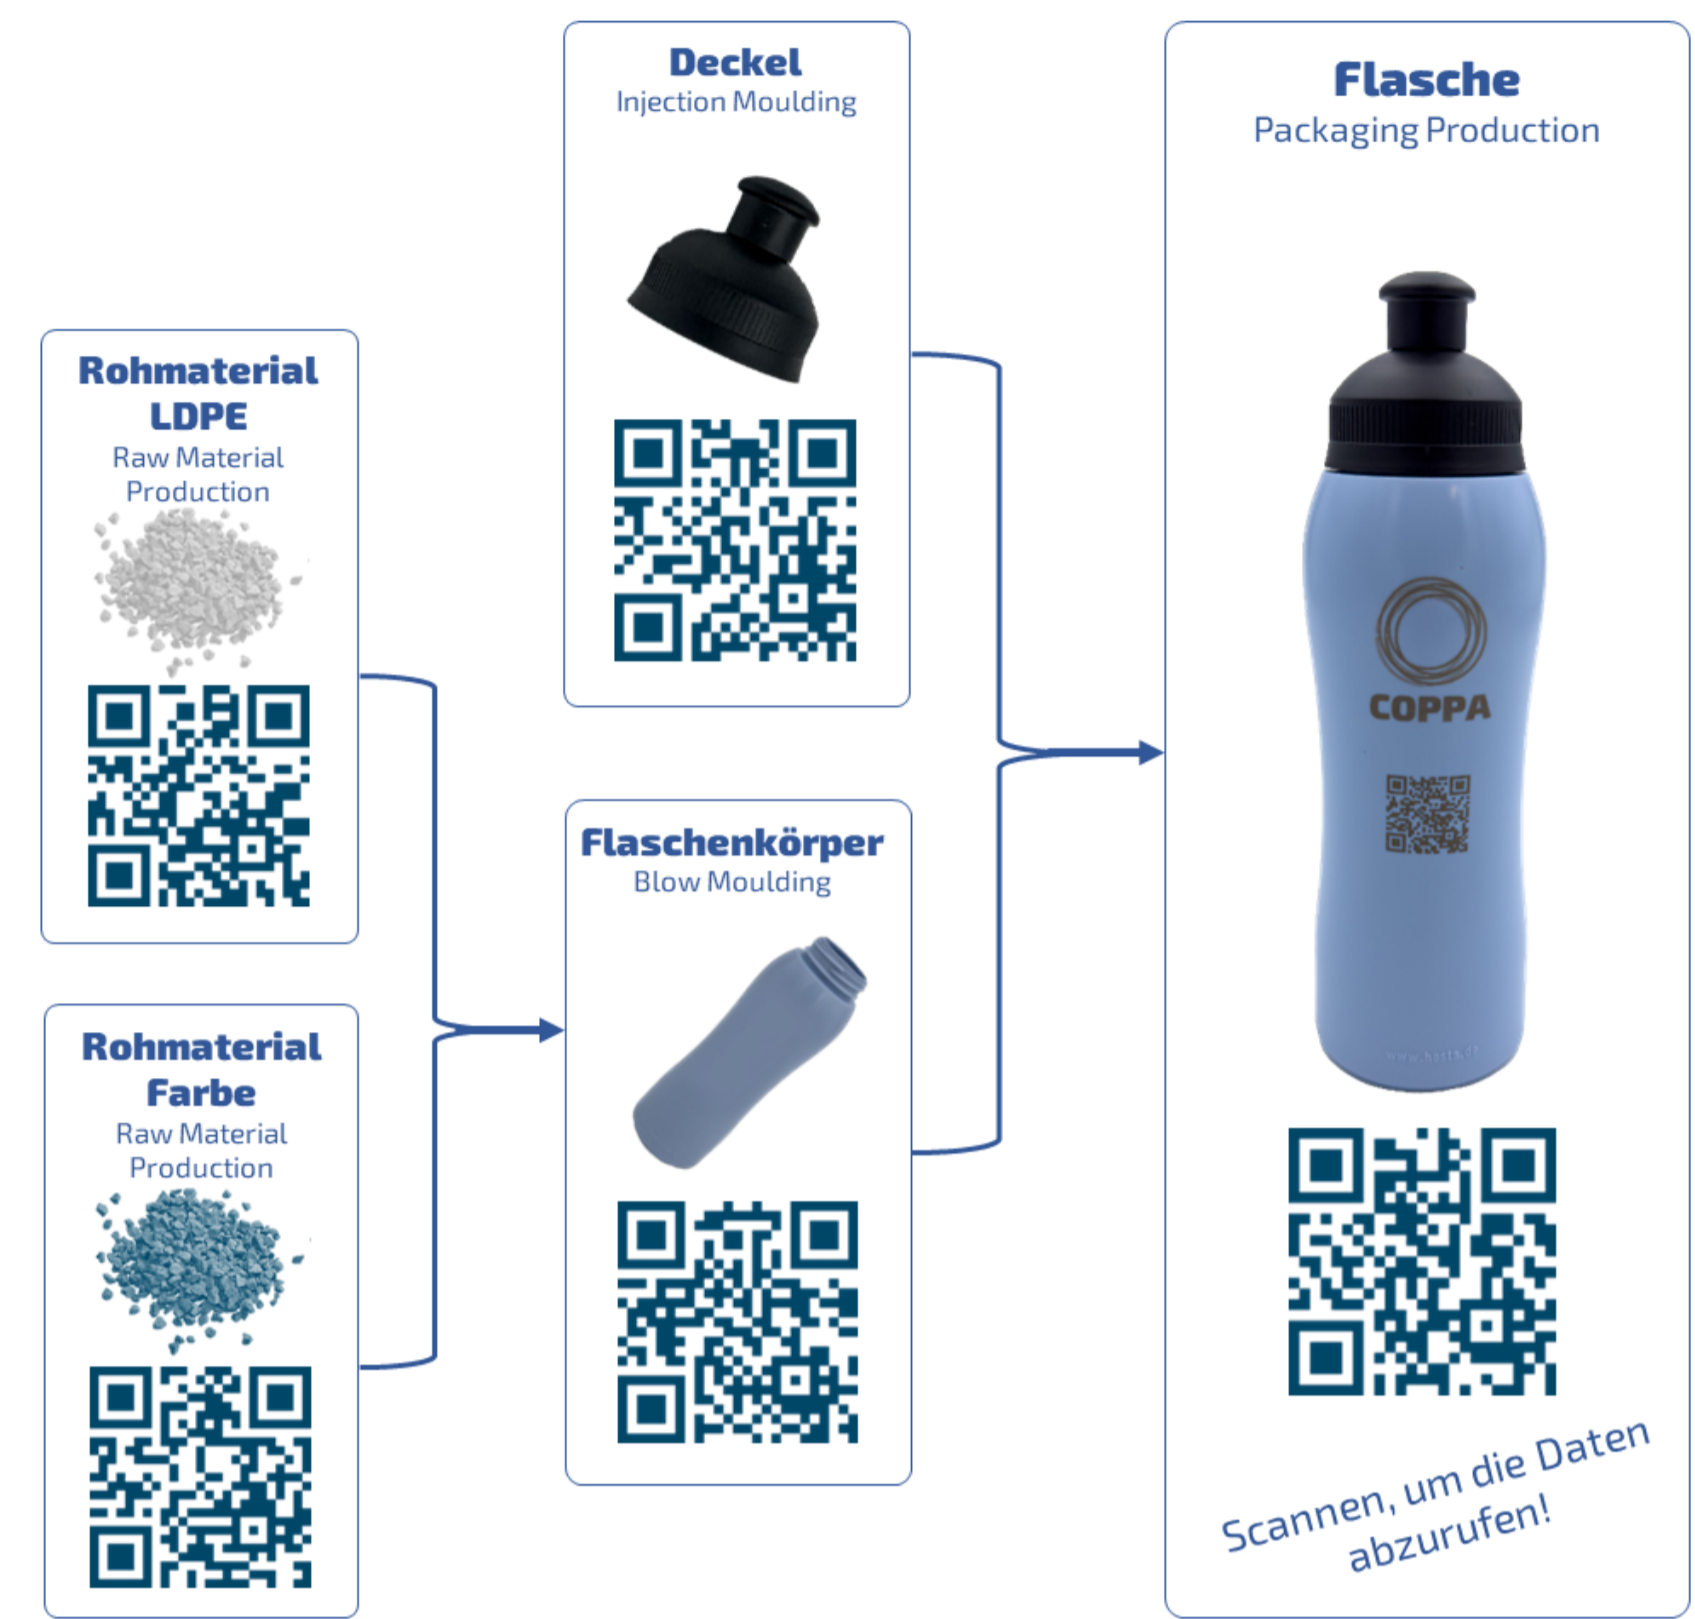 Rohmaterial
LDPE
Raw Material
Production
Rohmaterial
Farbe
Raw Material
Production
Deckel
Injection Moulding
Flaschenkörper
Blow Moulding
Flasche
Packaging Production
COPPA
Scannen, um die Daten
abzurufen!